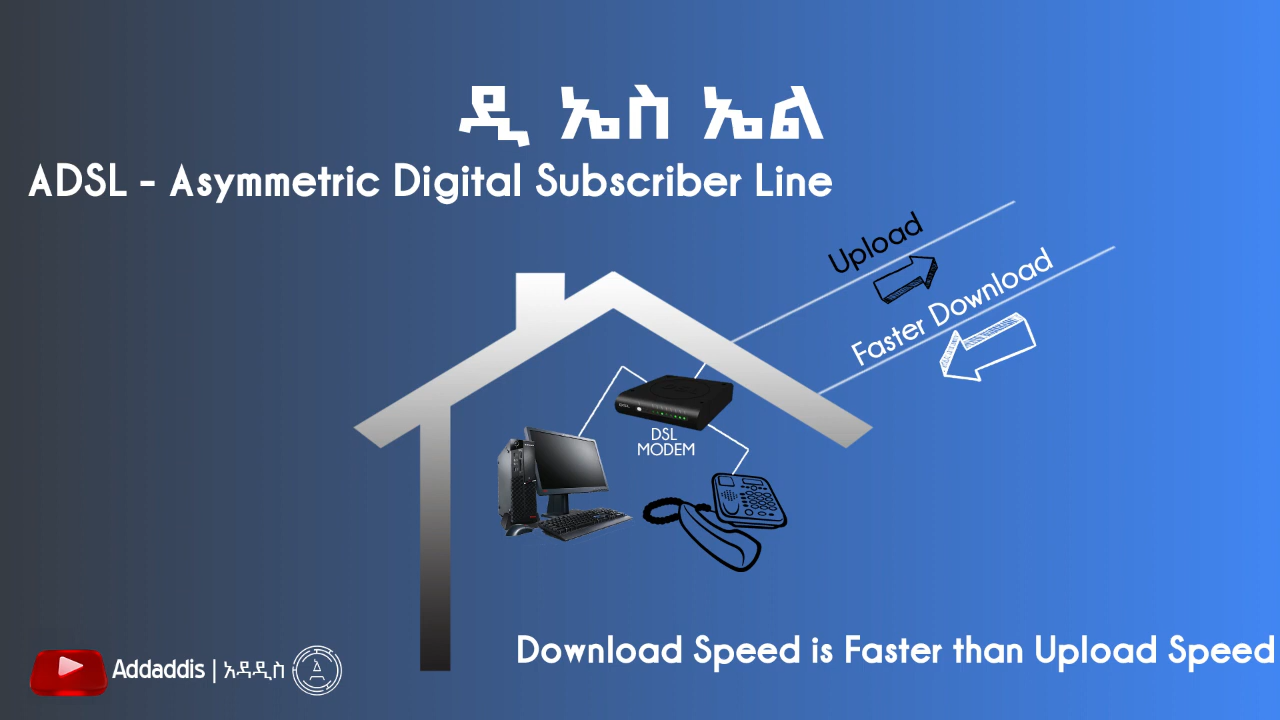 ዲ ኤስ ኤል
ADSL - Asymmetric Digital Subscriber Line
Upload
Faster Download
DSL
DSL
MODEM
Download Speed is Faster than Upload Speed
Addaddis | አዳዲስ